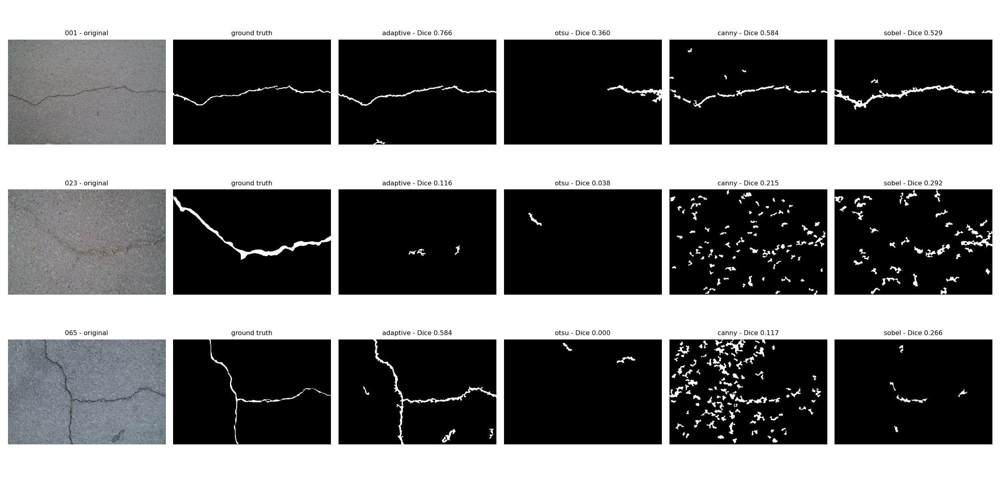 001 - original
ground truth
adaptive - Dice 0.766
otsu - Dice 0.360
canny - Dice 0.584
sobel - Dice 0.529
023 - original
ground truth
adaptive - Dice 0.116
otsu - Dice 0.038
canny - Dice 0.215
sobel - Dice 0.292
065 - original
ground truth
adaptive - Dice 0.584
otsu - Dice 0.000
canny - Dice 0.117
sobel - Dice 0.266